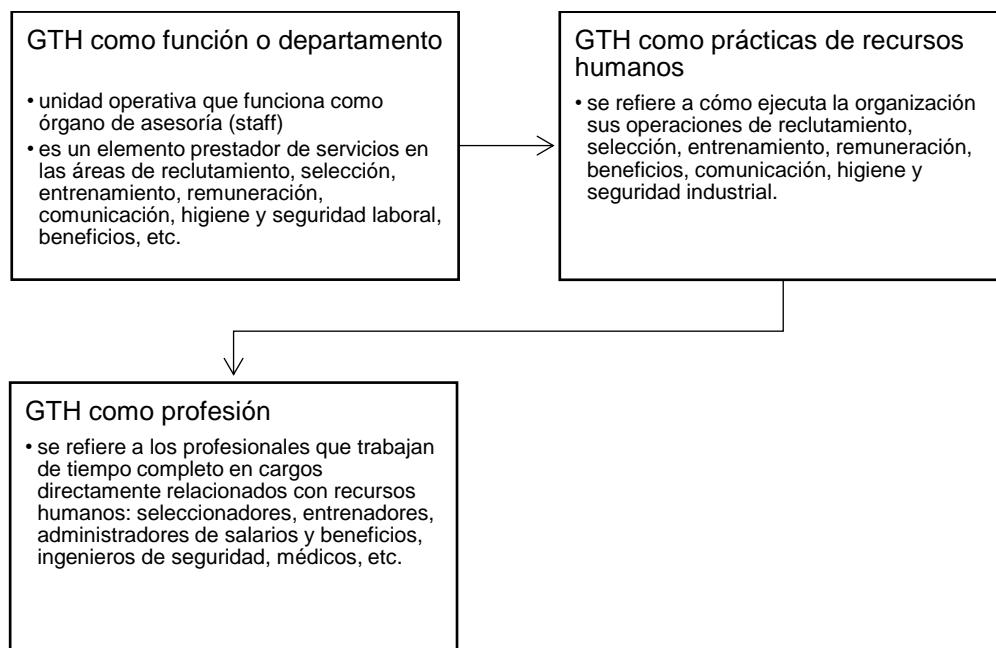 GTH como función o departamento
• unidad operativa que funciona como
órgano de asesoría (staff)
• es un elemento prestador de servicios en
las áreas de reclutamiento, selección,
entrenamiento, remuneración,
comunicación, higiene y seguridad laboral,
beneficios, etc.
GTH como prácticas de recursos
humanos
• se refiere a cómo ejecuta la organización
sus operaciones de reclutamiento,
selección, entrenamiento, remuneración,
beneficios, comunicación, higiene y
seguridad industrial.
GTH como profesión
• se refiere a los profesionales que trabajan
de tiempo completo en cargos
directamente relacionados con recursos
humanos: seleccionadores, entrenadores,
administradores de salarios y beneficios,
ingenieros de seguridad, médicos, etc.